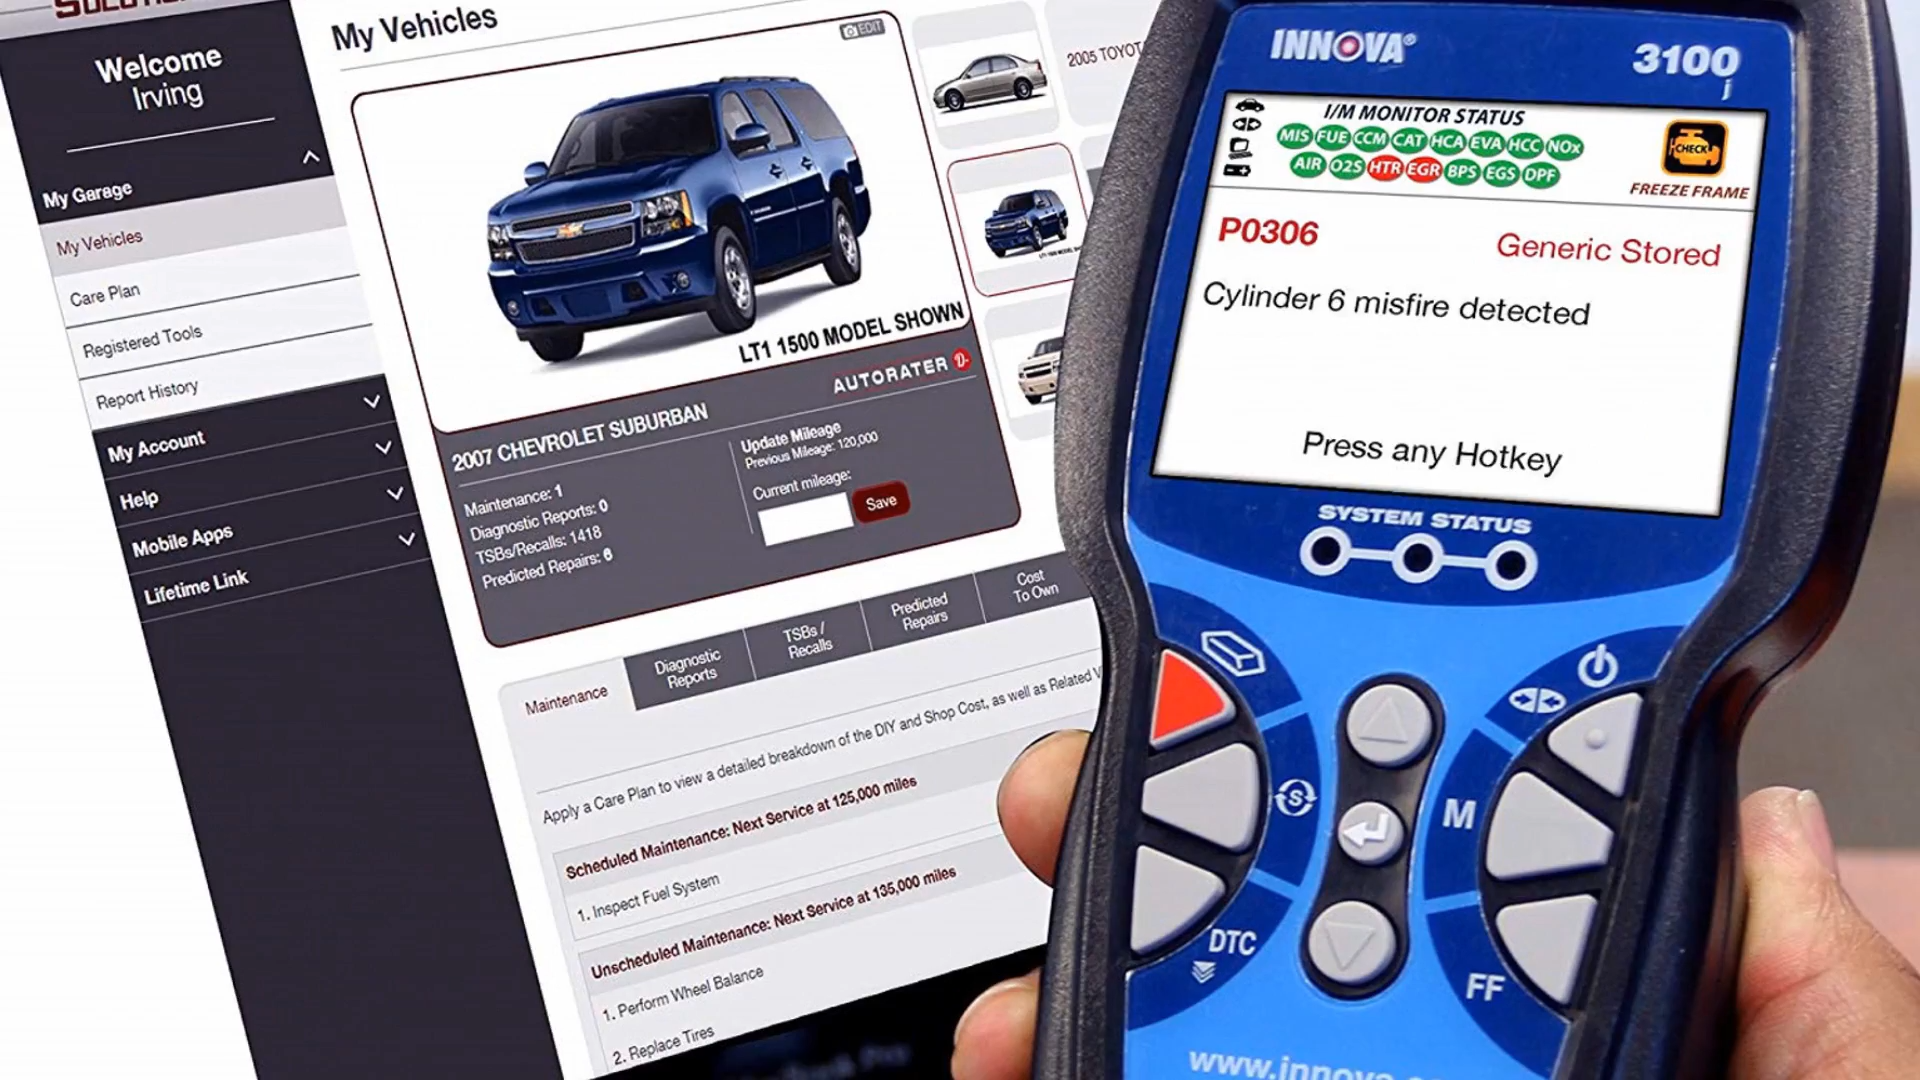 Welcome
Irving
My Garage
My Vehicles
Care Plan
Registered Tools
Report History
My Account
Help
Mobile Apps
Lifetime Link
My Vehicles
EDIT
LT1 1500 MODEL SHOWN
AUTORATER D-
2007 CHEVROLET SUBURBAN
Maintenance: 1
Diagnostic Reports: 0
TSBs/Recalls: 1418
Predicted Repairs: 6
Update Mileage
Previous Mileage: 120,000
Current mileage:
Save
2005
Maintenance
Diagnostic
Reports
TSBs /
Recalls
Predicted
Repairs
Cost
To Own
Apply a Care Plan to view a detailed breakdown of the DIY and Shop Cost, as well as Related
Scheduled Maintenance: Next Service at 125,000 miles
1. Inspect Fuel System
Unscheduled Maintenance: Next Service at 135,000 miles
1. Perform Wheel Balance
2. Replace Tires
INNOVA®
3100
i
I/M MONITOR STATUS
MIS FUE CCM CAT HCA EVA HCC NOx
AIR O2S HTR EGR BPS EGS DPF
CHECK
FREEZE FRAME
P0306
Generic Stored
Cylinder 6 misfire detected
Press any Hotkey
SYSTEM STATUS
S
M
DTC
FF